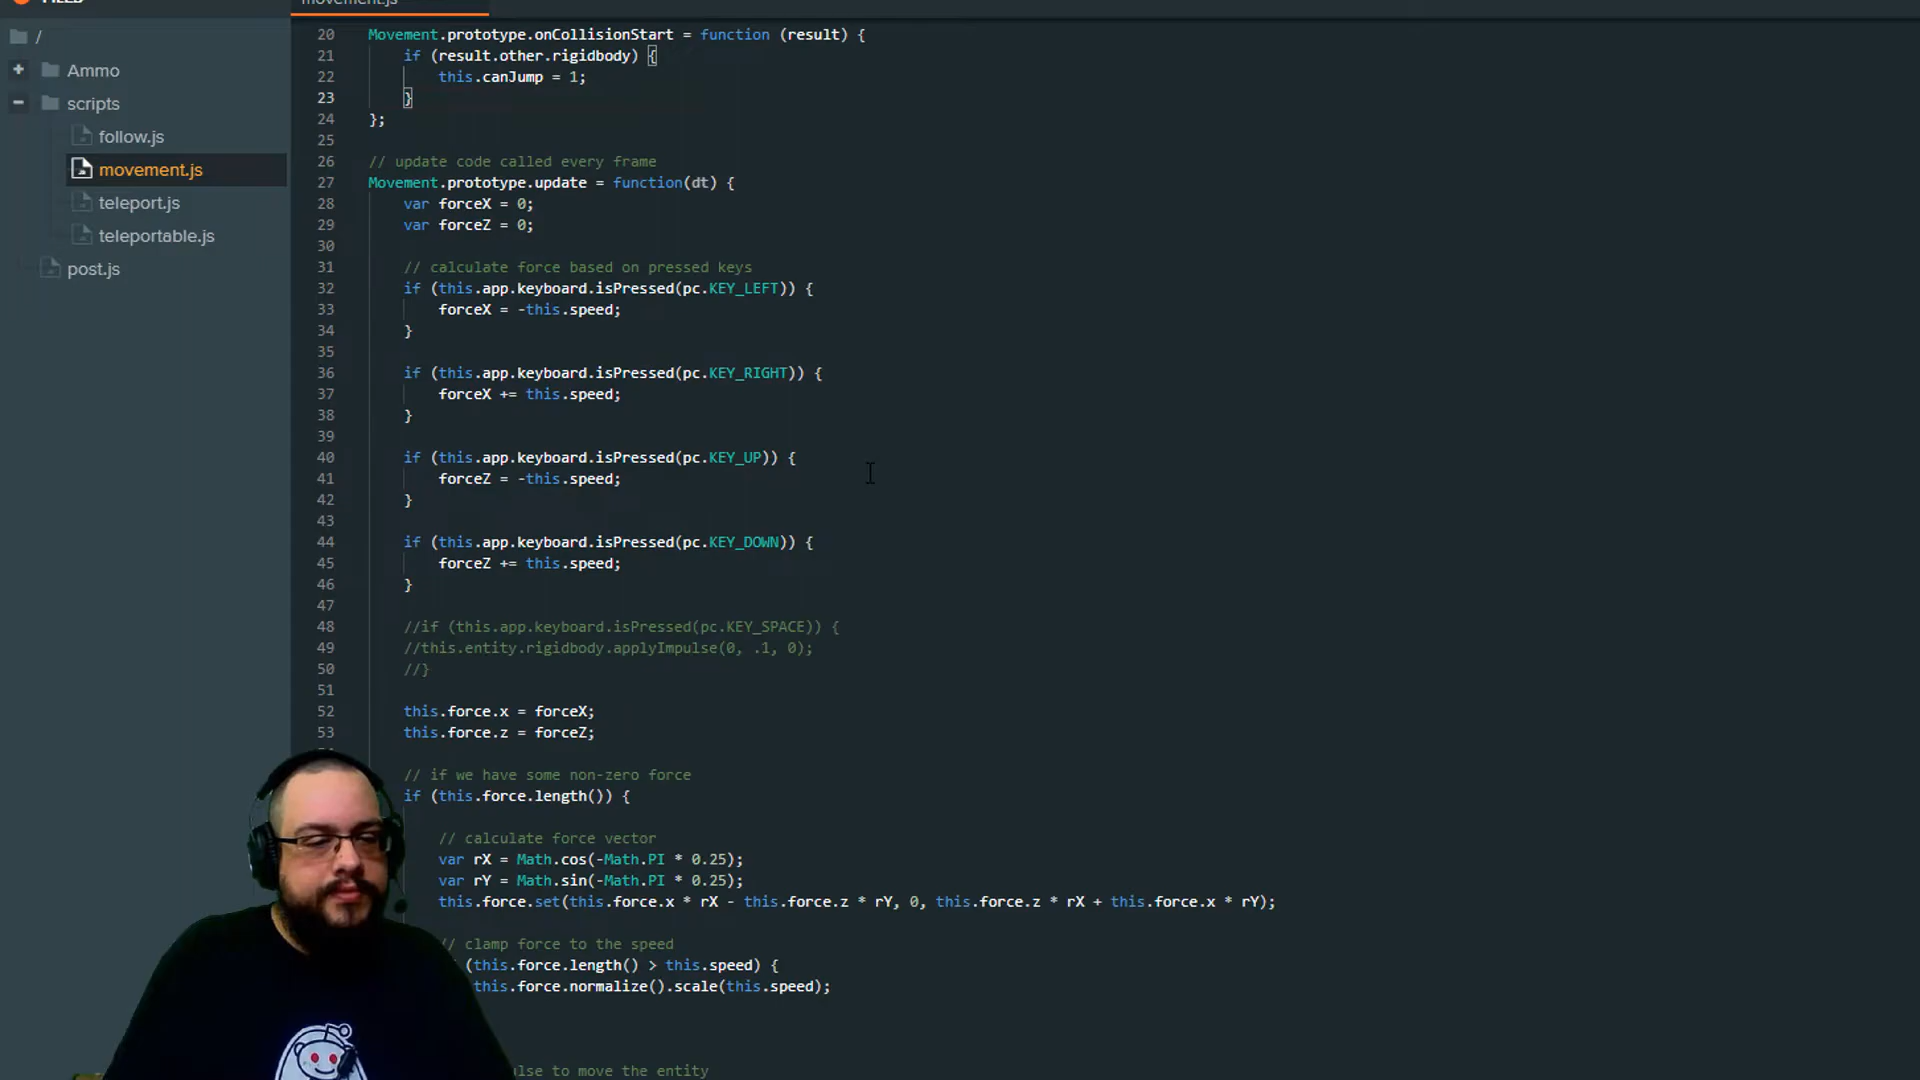 movement.js
/
Ammo
scripts
follow.js
movement.js
teleport.js
teleportable.js
post.js
20 Movement.prototype.onCollisionStart = function (result) {
21 if (result.other.rigidbody) {
22 this.canJump = 1;
23 }
24 };
25
26 // update code called every frame
27 Movement.prototype.update = function(dt) {
28 var forceX = 0;
29 var forceZ = 0;
30
31 // calculate force based on pressed keys
32 if (this.app.keyboard.isPressed(pc.KEY_LEFT)) {
33 forceX = -this.speed;
34 }
35
36 if (this.app.keyboard.isPressed(pc.KEY_RIGHT)) {
37 forceX += this.speed;
38 }
39
40 if (this.app.keyboard.isPressed(pc.KEY_UP)) {
41 forceZ = -this.speed;
42 }
43
44 if (this.app.keyboard.isPressed(pc.KEY_DOWN)) {
45 forceZ += this.speed;
46 }
47
48 //if (this.app.keyboard.isPressed(pc.KEY_SPACE)) {
49 //this.entity.rigidbody.applyImpulse(0, .1, 0);
50 //}
51
52 this.force.x = forceX;
53 this.force.z = forceZ;
// if we have some non-zero force
if (this.force.length()) {
// calculate force vector
var rX = Math.cos(-Math.PI * 0.25);
var rY = Math.sin(-Math.PI * 0.25);
this.force.set(this.force.x * rX - this.force.z * rY, 0, this.force.z * rX + this.force.x * rY);
// clamp force to the speed
(this.force.length() > this.speed) {
this.force.normalize().scale(this.speed);
to move the entity